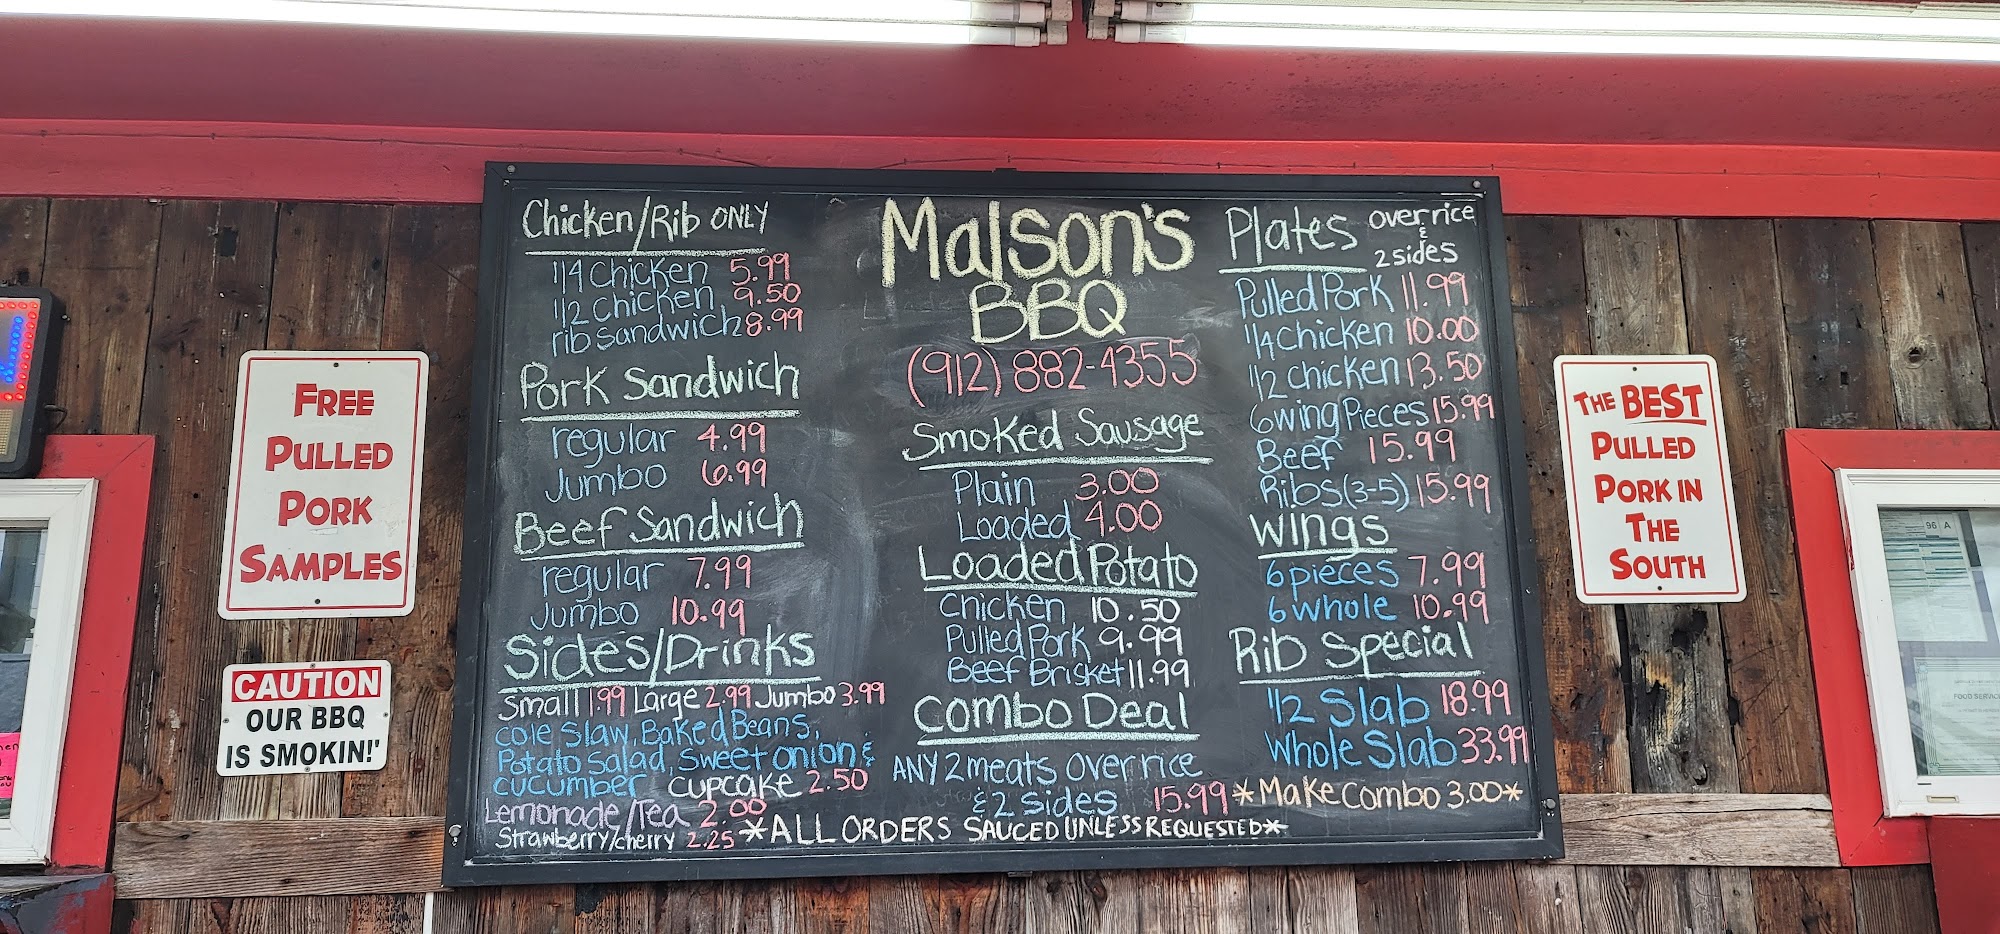 FREE
PULLED
PORK
SAMPLES
CAUTION
OUR BBQ
IS SMOKIN!'
Chicken/Rib ONLY
1/4 Chicken 5.99
1/2 Chicken 9.50
rib sandwich 8.99
Pork Sandwich
regular 4.99
Jumbo 6.99
Beef Sandwich
regular 7.99
Jumbo 10.99
Sides/Drinks
Small 1.99 Large 2.99 Jumbo 3.99
cole slaw, Baked Beans,
Potato Salad, Sweet onion &
cucumber cupcake 2.50
Lemonade/Tea 2.00
Strawberry/cherry 2.25
Malson's
BBQ
(912) 882-4355
Smoked Sausage
Plain 3.00
Loaded 4.00
Loaded Potato
Chicken 10.50
Pulled Pork 9.99
Beef Brisket 11.99
Combo Deal
ANY 2 meats over rice
& 2 sides 15.99
*ALL ORDERS SAUCED UNLESS REQUESTED*
Plates over rice
&
2 sides
Pulled Pork 11.99
1/4 chicken 10.00
1/2 chicken 13.50
6 wing Pieces 15.99
Beef 15.99
Ribs (3-5) 15.99
Wings
6 pieces 7.99
6 whole 10.99
Rib Special
1/2 Slab 18.99
Whole Slab 33.99
*Make Combo 3.00*
THE BEST
PULLED
PORK IN
THE
SOUTH
96 A